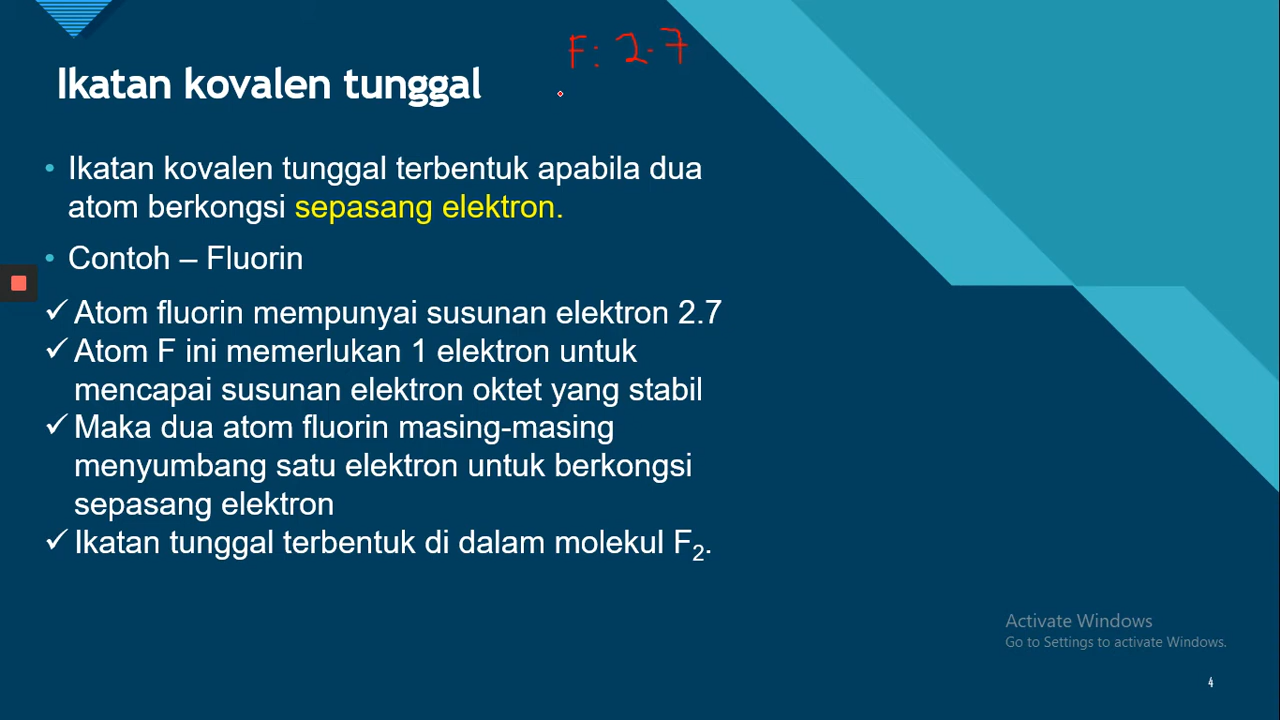 F: 2.7
Ikatan kovalen tunggal
• Ikatan kovalen tunggal terbentuk apabila dua
atom berkongsi sepasang elektron.
• Contoh – Fluorin
✓ Atom fluorin mempunyai susunan elektron 2.7
✓ Atom F ini memerlukan 1 elektron untuk
mencapai susunan elektron oktet yang stabil
✓ Maka dua atom fluorin masing-masing
menyumbang satu elektron untuk berkongsi
sepasang elektron
✓ Ikatan tunggal terbentuk di dalam molekul F₂.
Activate Windows
Go to Settings to activate Windows.
4